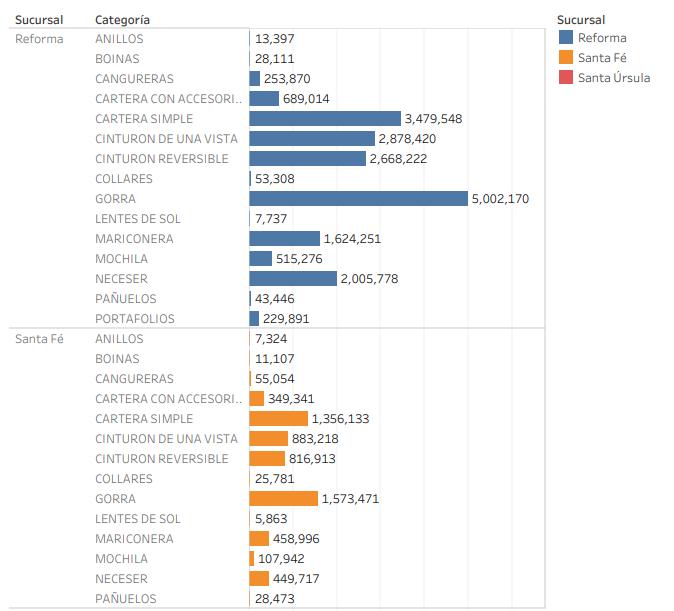 Sucursal Categoría Sucursal
Reforma ANILLOS 13,397 Reforma
BOINAS 28,111 Santa Fé
CANGURERAS 253,870 Santa Úrsula
CARTERA CON ACCESORI.. 689,014
CARTERA SIMPLE 3,479,548
CINTURON DE UNA VISTA 2,878,420
CINTURON REVERSIBLE 2,668,222
COLLARES 53,308
GORRA 5,002,170
LENTES DE SOL 7,737
MARICONERA 1,624,251
MOCHILA 515,276
NECESER 2,005,778
PAÑUELOS 43,446
PORTAFOLIOS 229,891
Santa Fé ANILLOS 7,324
BOINAS 11,107
CANGURERAS 55,054
CARTERA CON ACCESORI.. 349,341
CARTERA SIMPLE 1,356,133
CINTURON DE UNA VISTA 883,218
CINTURON REVERSIBLE 816,913
COLLARES 25,781
GORRA 1,573,471
LENTES DE SOL 5,863
MARICONERA 458,996
MOCHILA 107,942
NECESER 449,717
PAÑUELOS 28,473